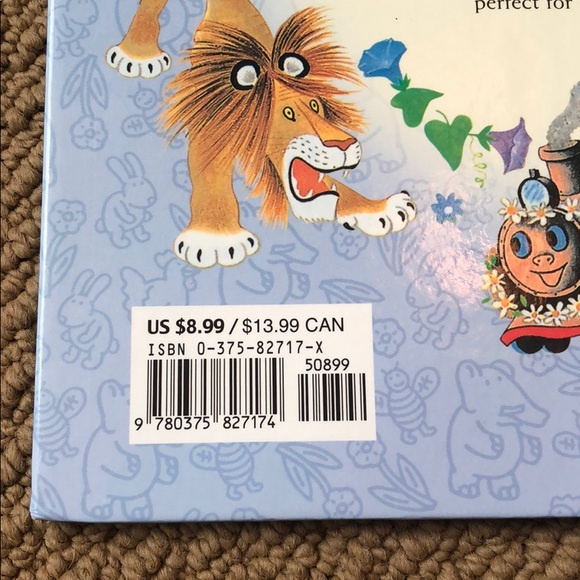 perfect for
US $8.99 / $13.99 CAN
ISBN 0-375-82717-X
50899
9 780375 827174